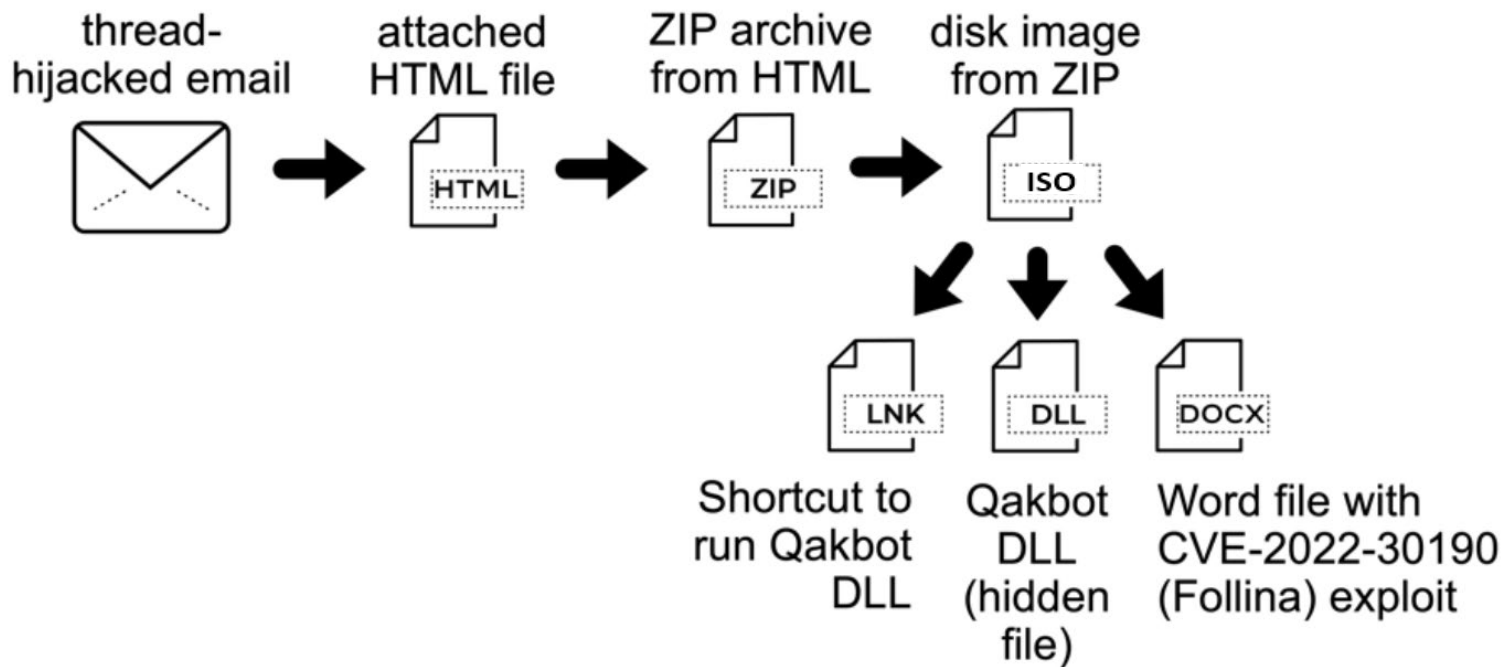 thread-
hijacked email
attached
HTML file
ZIP archive
from HTML
disk image
from ZIP
HTML
ZIP
ISO
LNK
DLL
DOCX
Shortcut to
run Qakbot
DLL
Qakbot
DLL
(hidden
file)
Word file with
CVE-2022-30190
(Follina) exploit